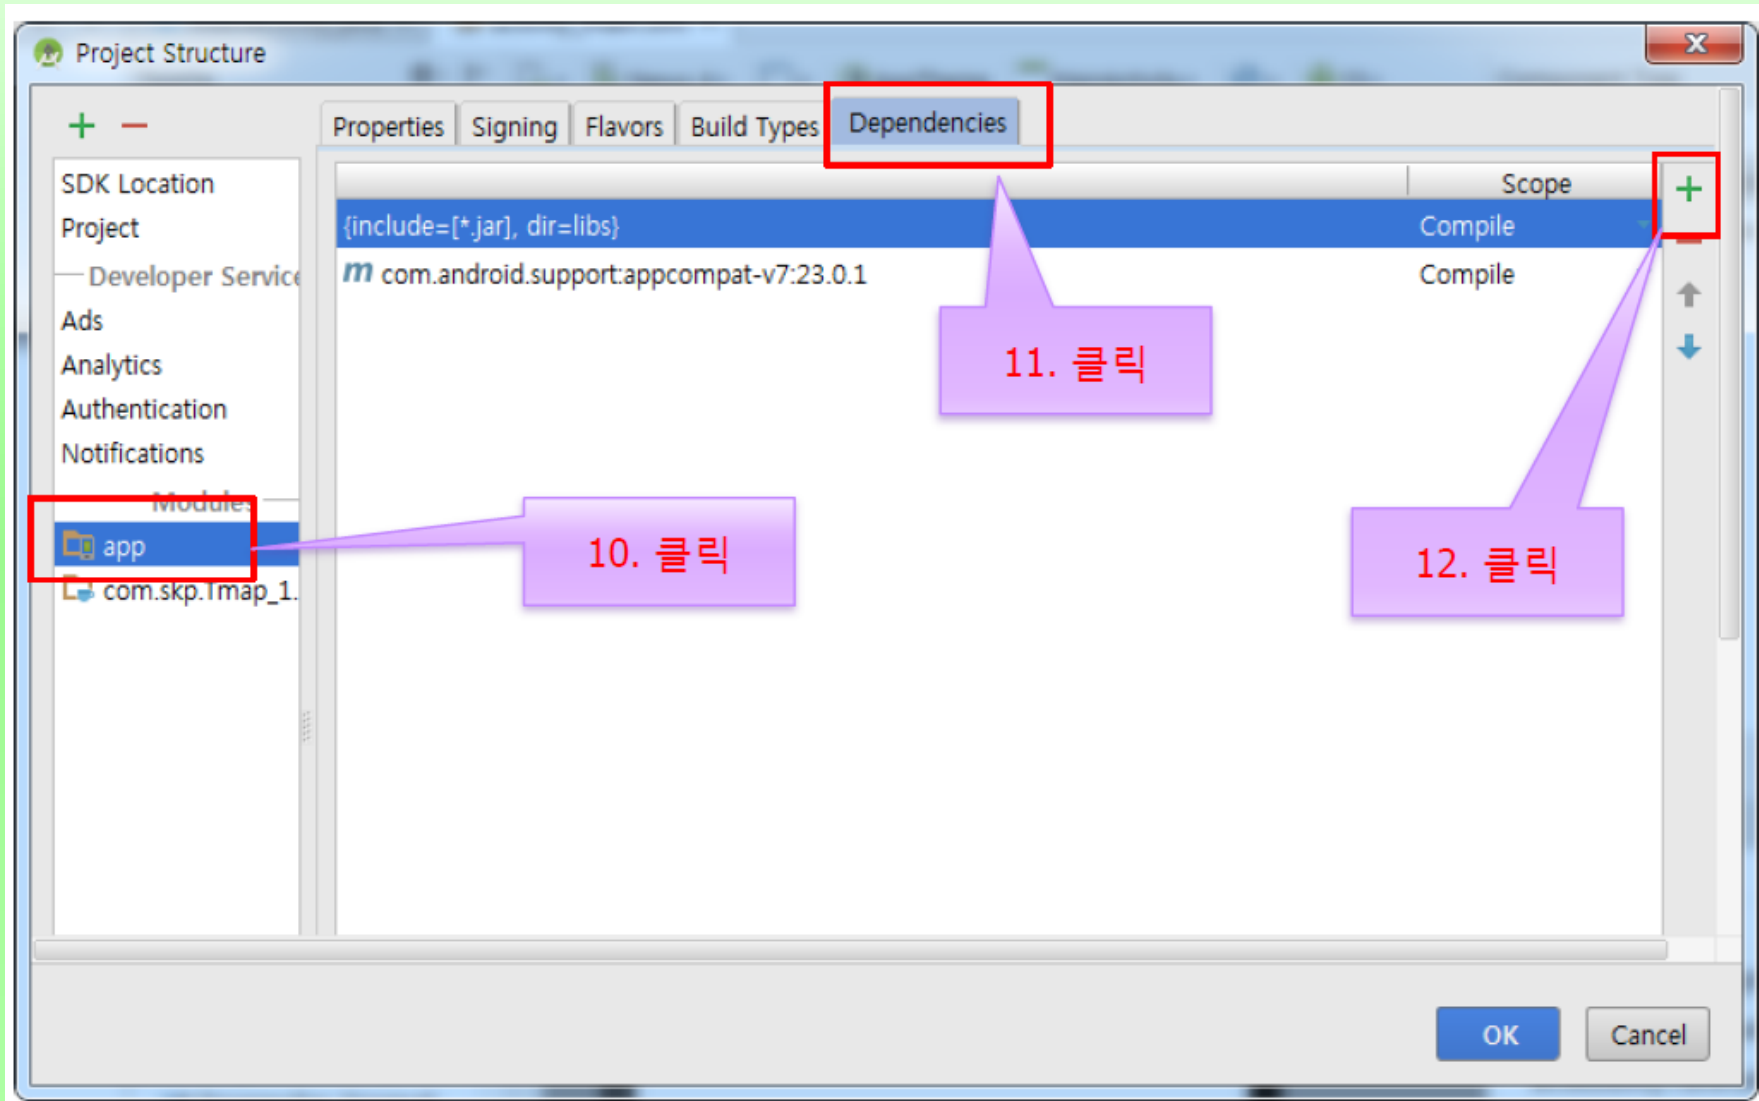 Project Structure
Properties
Signing
Flavors
Build Types
Dependencies
SDK Location
Project
Developer Service
Ads
Analytics
Authentication
Notifications
Modules
app
com.skp.Tmap_1.
Scope
{include=[*.jar], dir=libs}
Compile
m com.android.support:appcompat-v7:23.0.1
Compile
11. 클릭
10. 클릭
12. 클릭
OK
Cancel